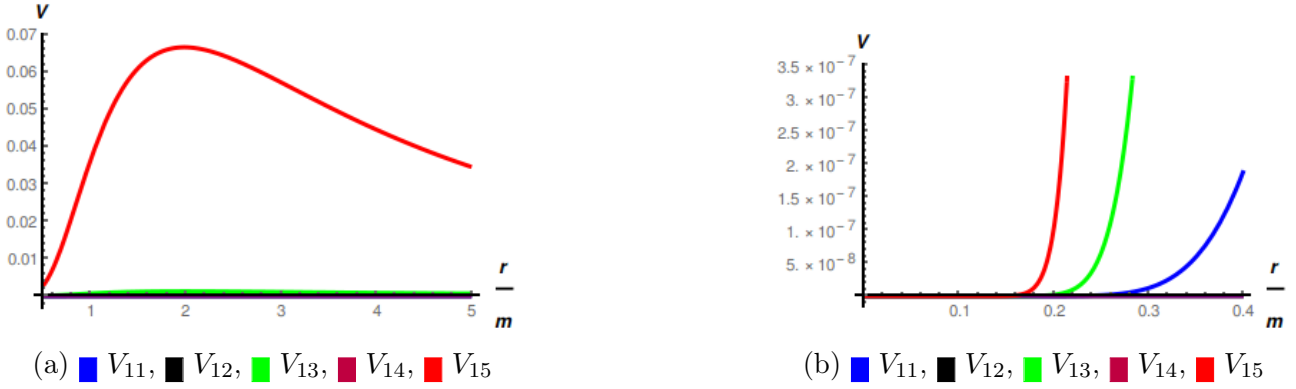 V
0.07
0.06
0.05
0.04
0.03
0.02
0.01
1 2 3 4 5
r
m
(a) V₁₁, V₁₂, V₁₃, V₁₄, V₁₅
V
3.5 × 10⁻⁷
3. × 10⁻⁷
2.5 × 10⁻⁷
2. × 10⁻⁷
1.5 × 10⁻⁷
1. × 10⁻⁷
5. × 10⁻⁸
0.1 0.2 0.3 0.4
r
m
(b) V₁₁, V₁₂, V₁₃, V₁₄, V₁₅